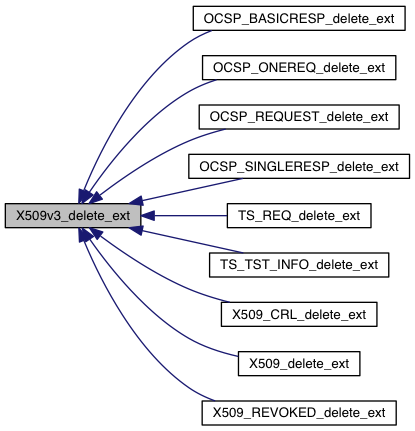 OCSP_BASICRESP_delete_ext
OCSP_ONEREQ_delete_ext
OCSP_REQUEST_delete_ext
OCSP_SINGLERESP_delete_ext
X509v3_delete_ext
TS_REQ_delete_ext
TS_TST_INFO_delete_ext
X509_CRL_delete_ext
X509_delete_ext
X509_REVOKED_delete_ext